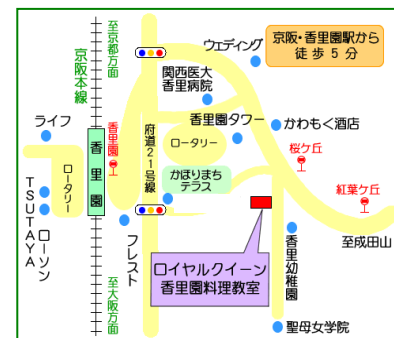 至京都方面
京阪本線
ウェディング
京阪・香里園駅から
徒歩5分
関西医大
香里病院
ライフ
香里園
香里園
府道21号線
香里園タワー
かわもく酒店
ロータリー
ロータリー
桜ケ丘
かほりまち
テラス
紅葉ケ丘
TSUTAYA
ローソン
フレスト
至成田山
香里幼稚園
ロイヤルクイーン
香里園料理教室
至大阪方面
聖母女学院